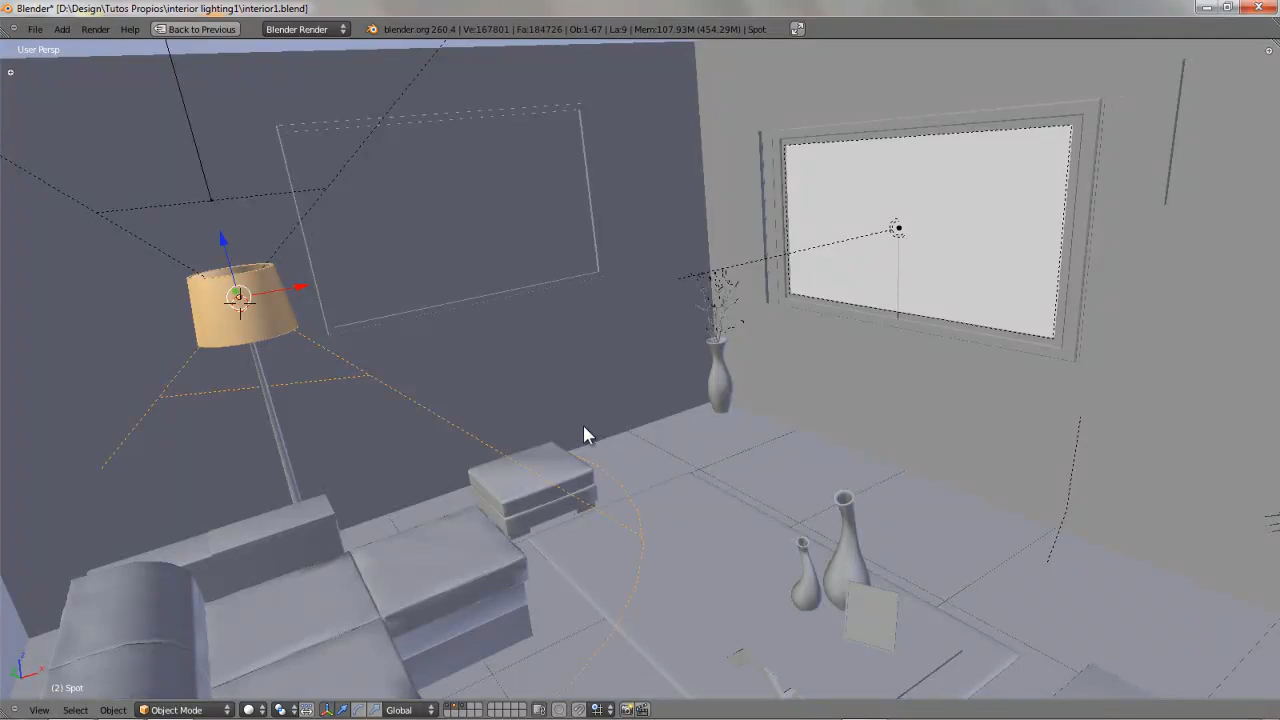 Blender* [D:\Design\Tutos Propios\interior lighting1\interior1.blend]
File Add Render Help Back to Previous Blender Render blender.org 260.4 | Ve:167801 | Fa:184726 | Ob:1-67 | La:9 | Mem:107.93M (454.29M) | Spot
User Persp
(2) Spot
View Select Object Object Mode Global